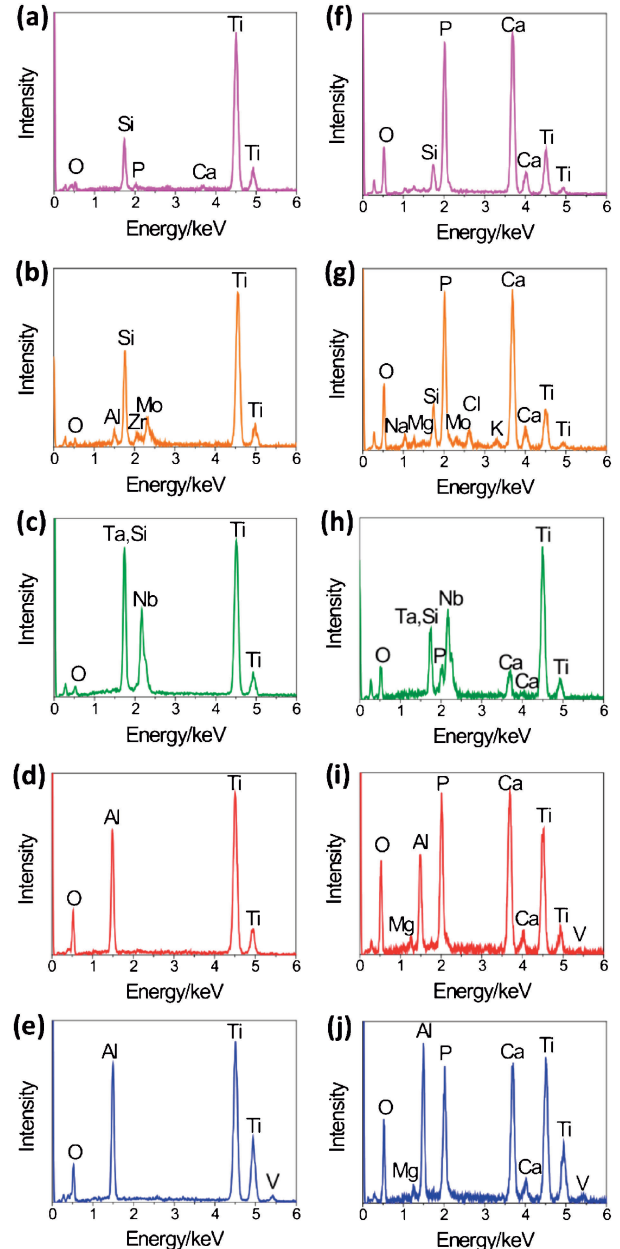 (a)
Intensity
O
Si
P
Ca
Ti
Ti
0 1 2 3 4 5 6
Energy/keV
(f)
Intensity
O
Si
P
Ca
Ca
Ti
Ti
0 1 2 3 4 5 6
Energy/keV
(b)
Intensity
O
Al
Si
Zr
Mo
Ti
Ti
0 1 2 3 4 5 6
Energy/keV
(g)
Intensity
O
Na
Mg
Si
P
Mo
Cl
K
Ca
Ca
Ti
Ti
0 1 2 3 4 5 6
Energy/keV
(c)
Intensity
O
Ta,Si
Nb
Ti
Ti
0 1 2 3 4 5 6
Energy/keV
(h)
Intensity
O
Ta,Si
P
Nb
Ca
Ca
Ti
Ti
0 1 2 3 4 5 6
Energy/keV
(d)
Intensity
O
Al
Ti
Ti
0 1 2 3 4 5 6
Energy/keV
(i)
Intensity
O
Mg
Al
P
Ca
Ca
Ti
Ti
V
0 1 2 3 4 5 6
Energy/keV
(e)
Intensity
O
Al
Ti
Ti
V
0 1 2 3 4 5 6
Energy/keV
(j)
Intensity
O
Mg
Al
P
Ca
Ca
Ti
Ti
V
0 1 2 3 4 5 6
Energy/keV